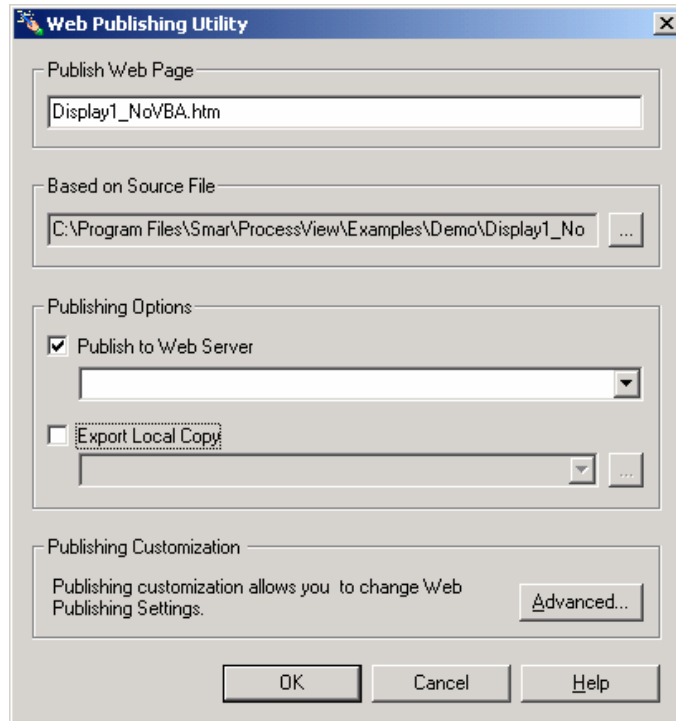 Web Publishing Utility
Publish Web Page
Display1_NoVBA.htm
Based on Source File
C:\Program Files\Smar\ProcessView\Examples\Demo\Display1_No
...
Publishing Options
Publish to Web Server
Export Local Copy
...
Publishing Customization
Publishing customization allows you to change Web
Publishing Settings.
Advanced...
OK Cancel Help